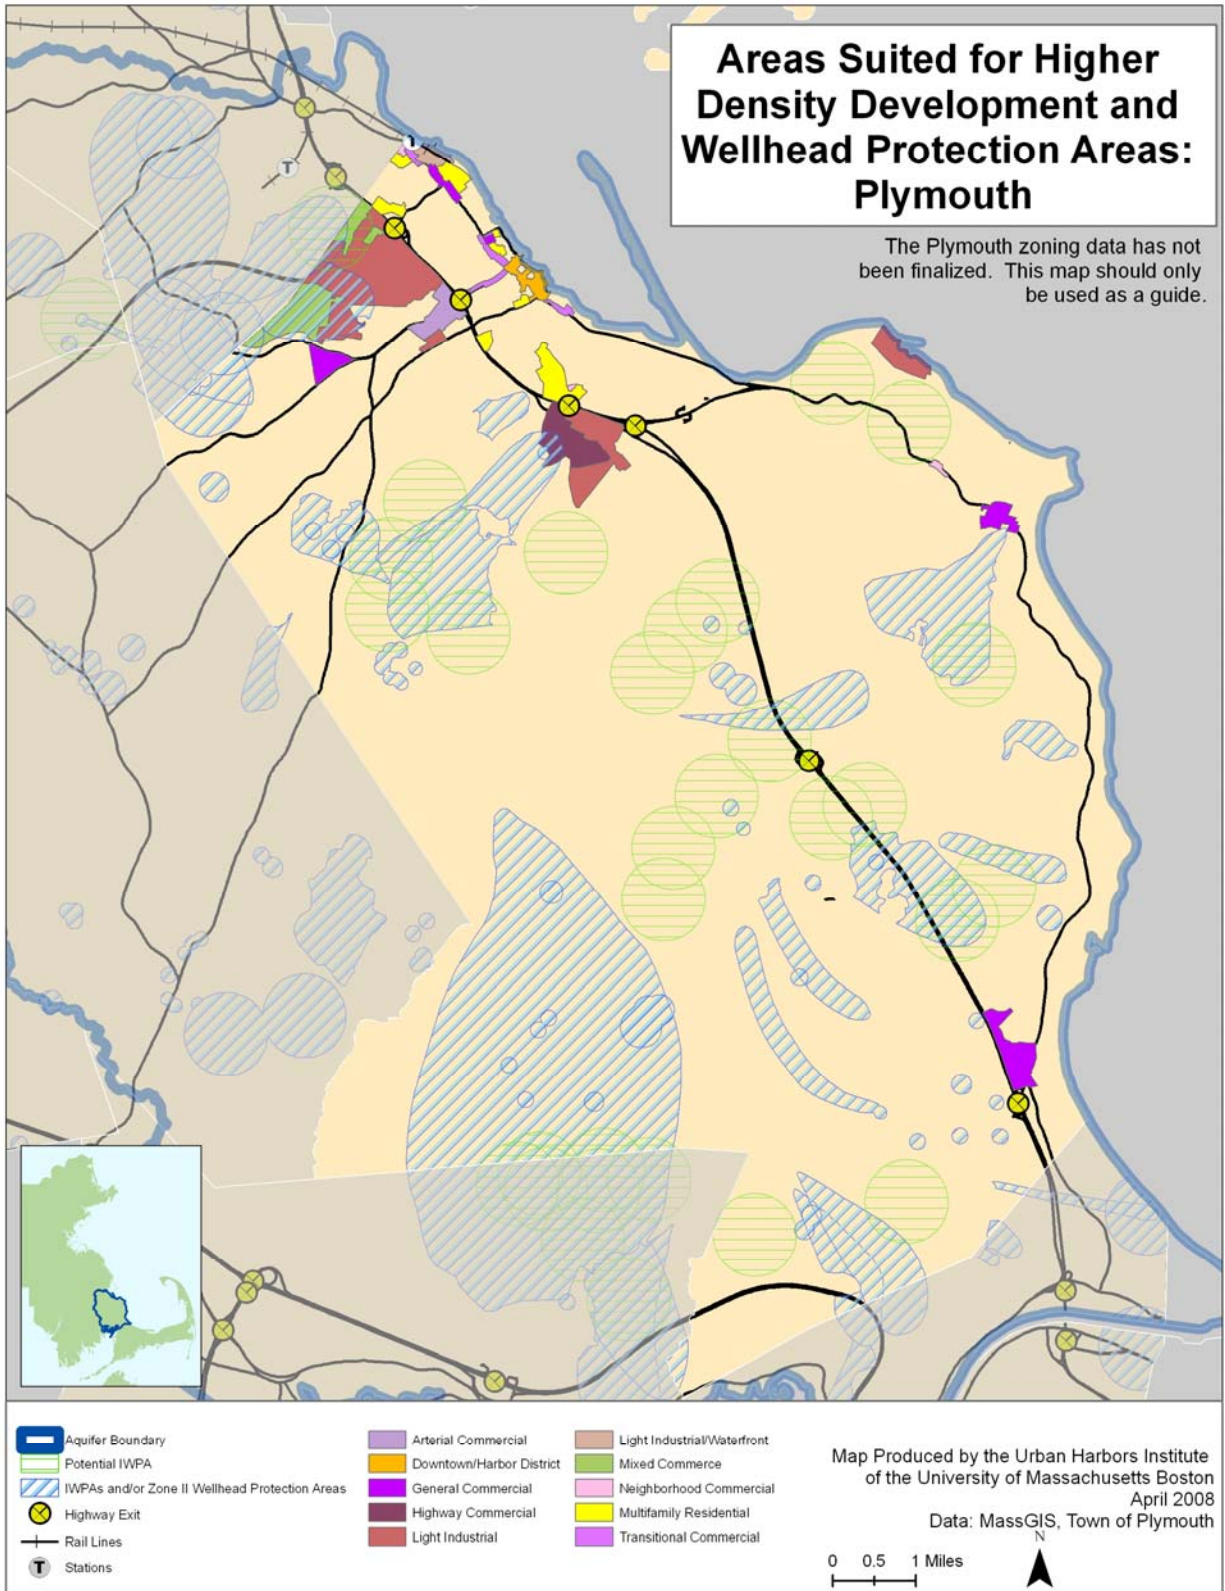 Areas Suited for Higher
Density Development and
Wellhead Protection Areas:
Plymouth
The Plymouth zoning data has not
been finalized. This map should only
be used as a guide.
T
Aquifer Boundary
Potential IWPA
IWPAs and/or Zone II Wellhead Protection Areas
Highway Exit
Rail Lines
T Stations
Arterial Commercial
Downtown/Harbor District
General Commercial
Highway Commercial
Light Industrial
Light Industrial/Waterfront
Mixed Commerce
Neighborhood Commercial
Multifamily Residential
Transitional Commercial
Map Produced by the Urban Harbors Institute
of the University of Massachusetts Boston
April 2008
Data: MassGIS, Town of Plymouth
N
0 0.5 1 Miles